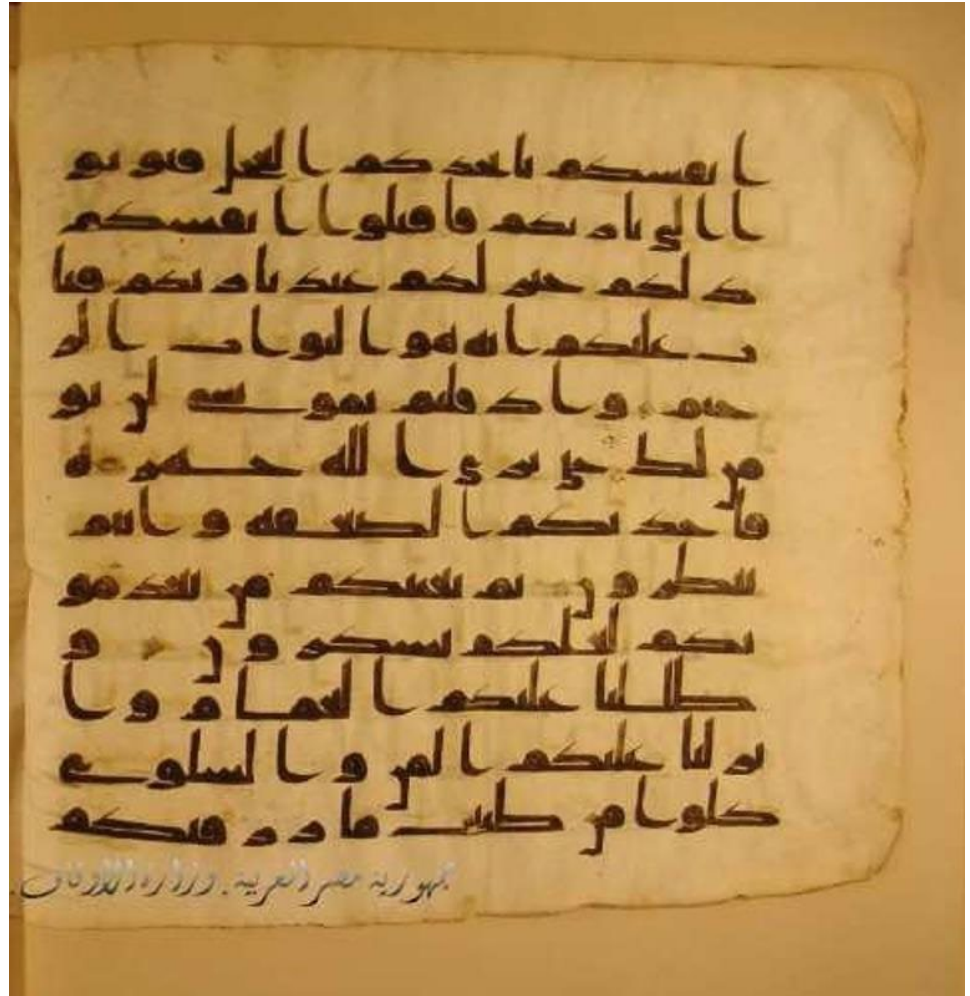 انفسكم باتخذكم العجل فتو بو
ا الى بارئكم فاقتلوا انفسكم
ذلكم خير لكم عند بارئكم فتا
ب عليكم انه هو التواب الر
حيم واذ قلتم يموسى لن نو
من لك حتى نرى الله جهرة
فاخذتكم الصعقة وانتم
تنظرون ثم بعثنكم من بعد مو
تكم لعلكم تشكرون و
ظللنا عليكم الغمام وا
نزلنا عليكم المن والسلوى
كلوا من طيبت ما رزقنكم
جمهورية مصر العربية . وزارة الأوقاف .